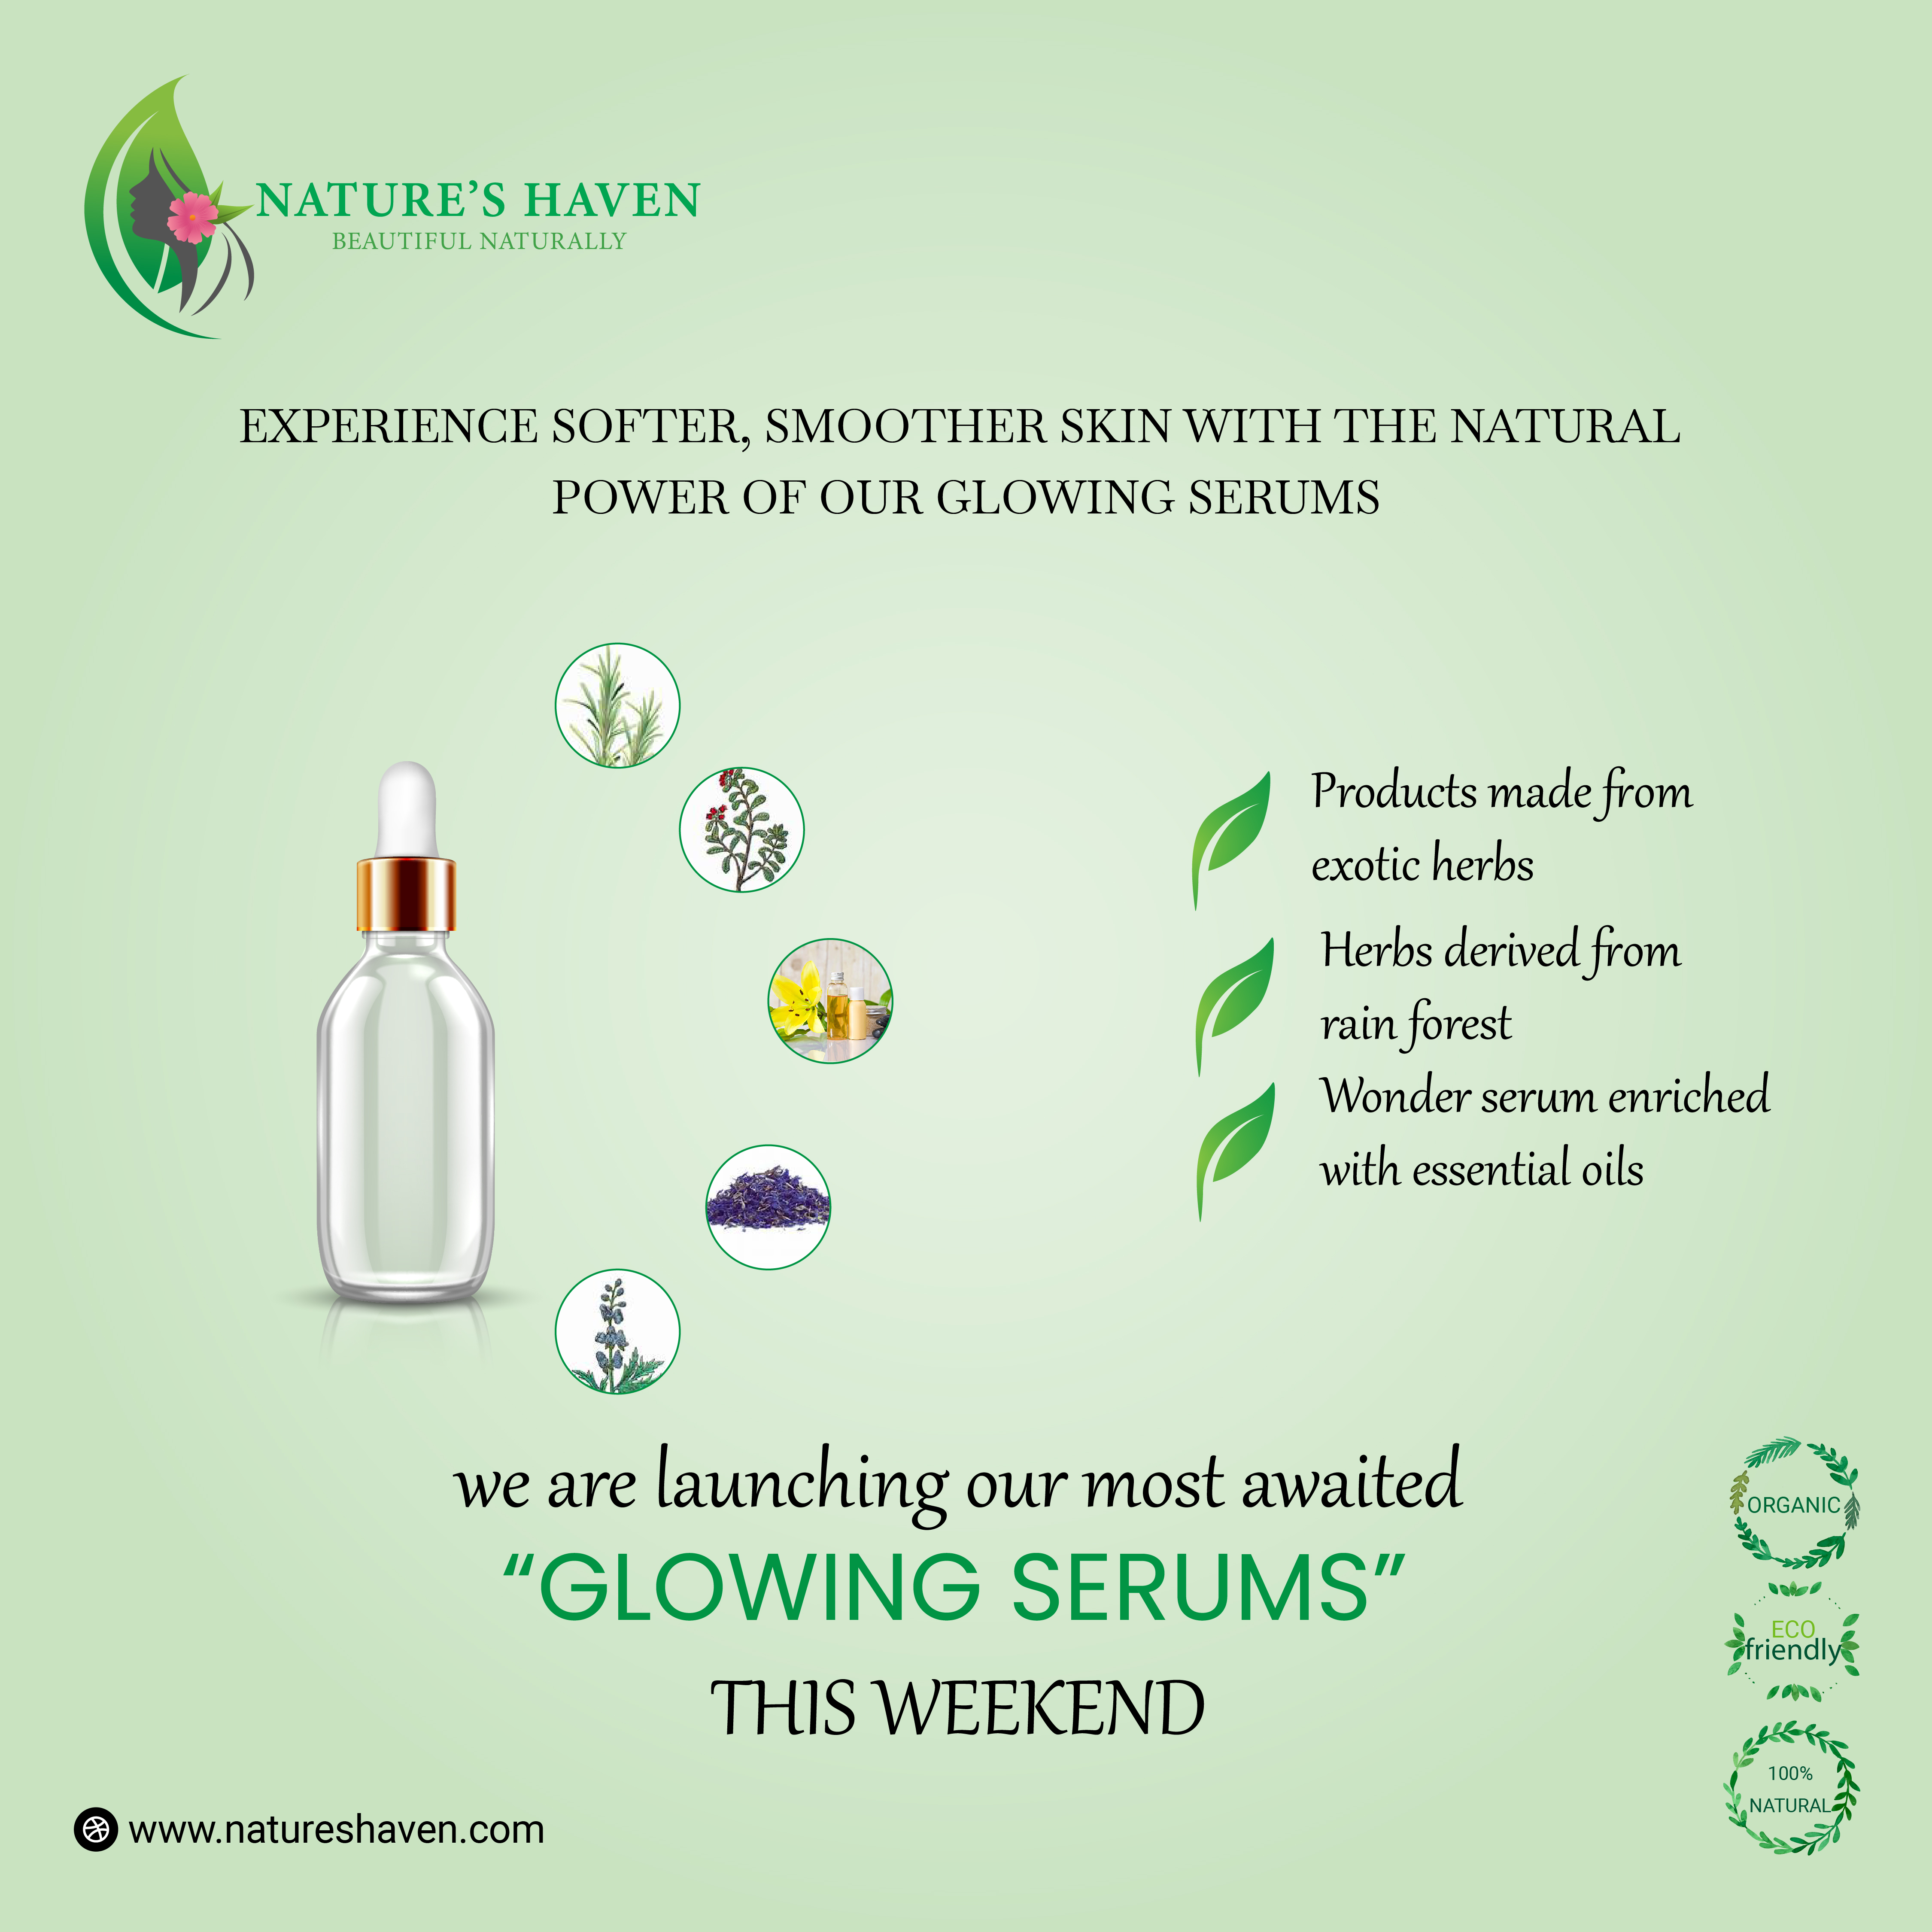 NATURE’S HAVEN
BEAUTIFUL NATURALLY
EXPERIENCE SOFTER, SMOOTHER SKIN WITH THE NATURAL
POWER OF OUR GLOWING SERUMS
Products made from
exotic herbs
Herbs derived from
rain forest
Wonder serum enriched
with essential oils
we are launching our most awaited
“GLOWING SERUMS”
THIS WEEKEND
ORGANIC
ECO
friendly
100%
NATURAL
www.natureshaven.com